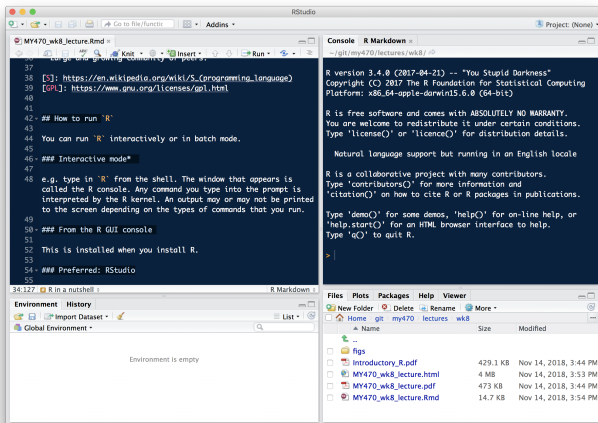 RStudio
Go to file/function
Addins
Project: (None)
MY470_lecture.Rmd
Knit
Insert
Run
36 Large and growing community of peers.
37
38 [S]: https://en.wikipedia.org/wiki/S_(programming_language)
39 [GPL]: https://www.gnu.org/licenses/gpl.html
40
41
42 ## How to run `R`
43
44 You can run `R` interactively or in batch mode.
45
46 ### Interactive mode*
47
48 e.g. type in `R` from the shell. The window that appears is
called the R console. Any command you type into the prompt is
interpreted by the R kernel. An output may or may not be printed
to the screen depending on the types of commands that you run.
49
50 ### From the R GUI console
51
52 This is installed when you install R.
53
54 ### Preferred: RStudio
55
34:127 R in a nutshell R Markdown
Environment History
Import Dataset List
Global Environment
Environment is empty
Console R Markdown
~/git/my470/lectures/wk8/
R version 3.4.0 (2017-04-21) -- "You Stupid Darkness"
Copyright (C) 2017 The R Foundation for Statistical Computing
Platform: x86_64-apple-darwin15.6.0 (64-bit)
R is free software and comes with ABSOLUTELY NO WARRANTY.
You are welcome to redistribute it under certain conditions.
Type 'license()' or 'licence()' for distribution details.
Natural language support but running in an English locale
R is a collaborative project with many contributors.
Type 'contributors()' for more information and
'citation()' on how to cite R or R packages in publications.
Type 'demo()' for some demos, 'help()' for on-line help, or
'help.start()' for an HTML browser interface to help.
Type 'q()' to quit R.
>
Files Plots Packages Help Viewer
New Folder Delete Rename More
Home git my470 lectures wk8
Name Size Modified
..
figs
Introductory_R.pdf 429.1 KB Nov 14, 2018, 3:44 PM
MY470_wk8_lecture.html 4 MB Nov 14, 2018, 3:53 PM
MY470_wk8_lecture.pdf 473 KB Nov 14, 2018, 3:44 PM
MY470_wk8_lecture.Rmd 14.7 KB Nov 14, 2018, 3:54 PM